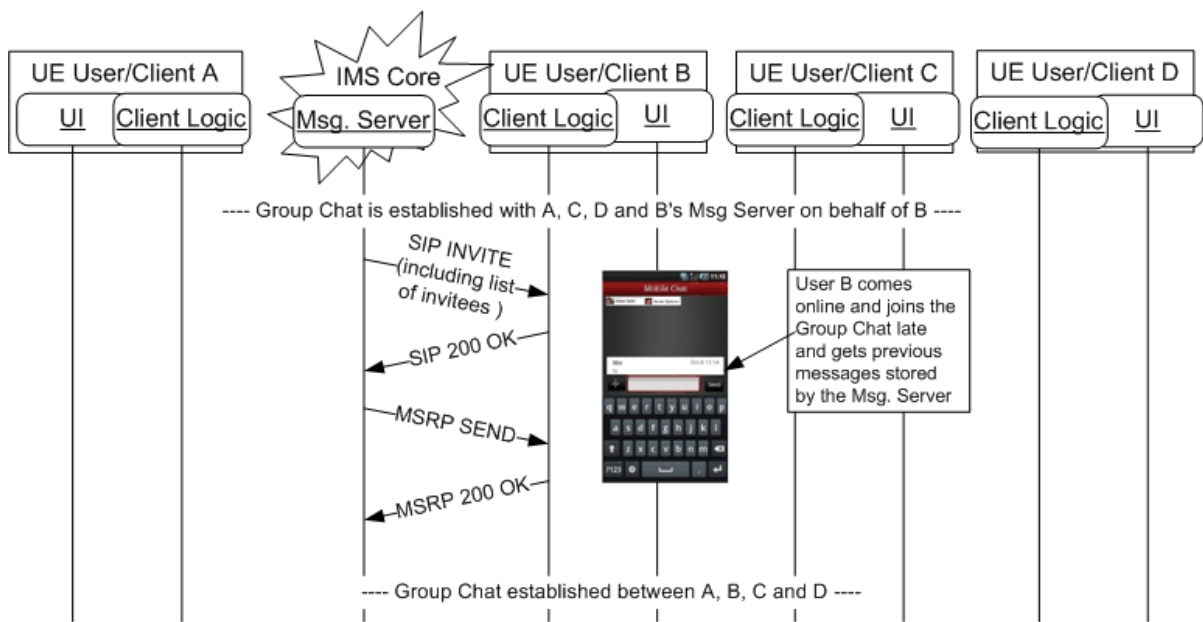 UE User/Client A
UI
Client Logic
IMS Core
Msg. Server
UE User/Client B
Client Logic
UI
UE User/Client C
Client Logic
UI
UE User/Client D
Client Logic
UI
---- Group Chat is established with A, C, D and B's Msg Server on behalf of B ----
SIP INVITE
(including list
of invitees )
SIP 200 OK
MSRP SEND
MSRP 200 OK
11:15
Mobile Chat
Send
q w e r t y u i o p
a s d f g h j k l
z x c v b n m
?123
.
User B comes
online and joins the
Group Chat late
and gets previous
messages stored
by the Msg. Server
---- Group Chat established between A, B, C and D ----